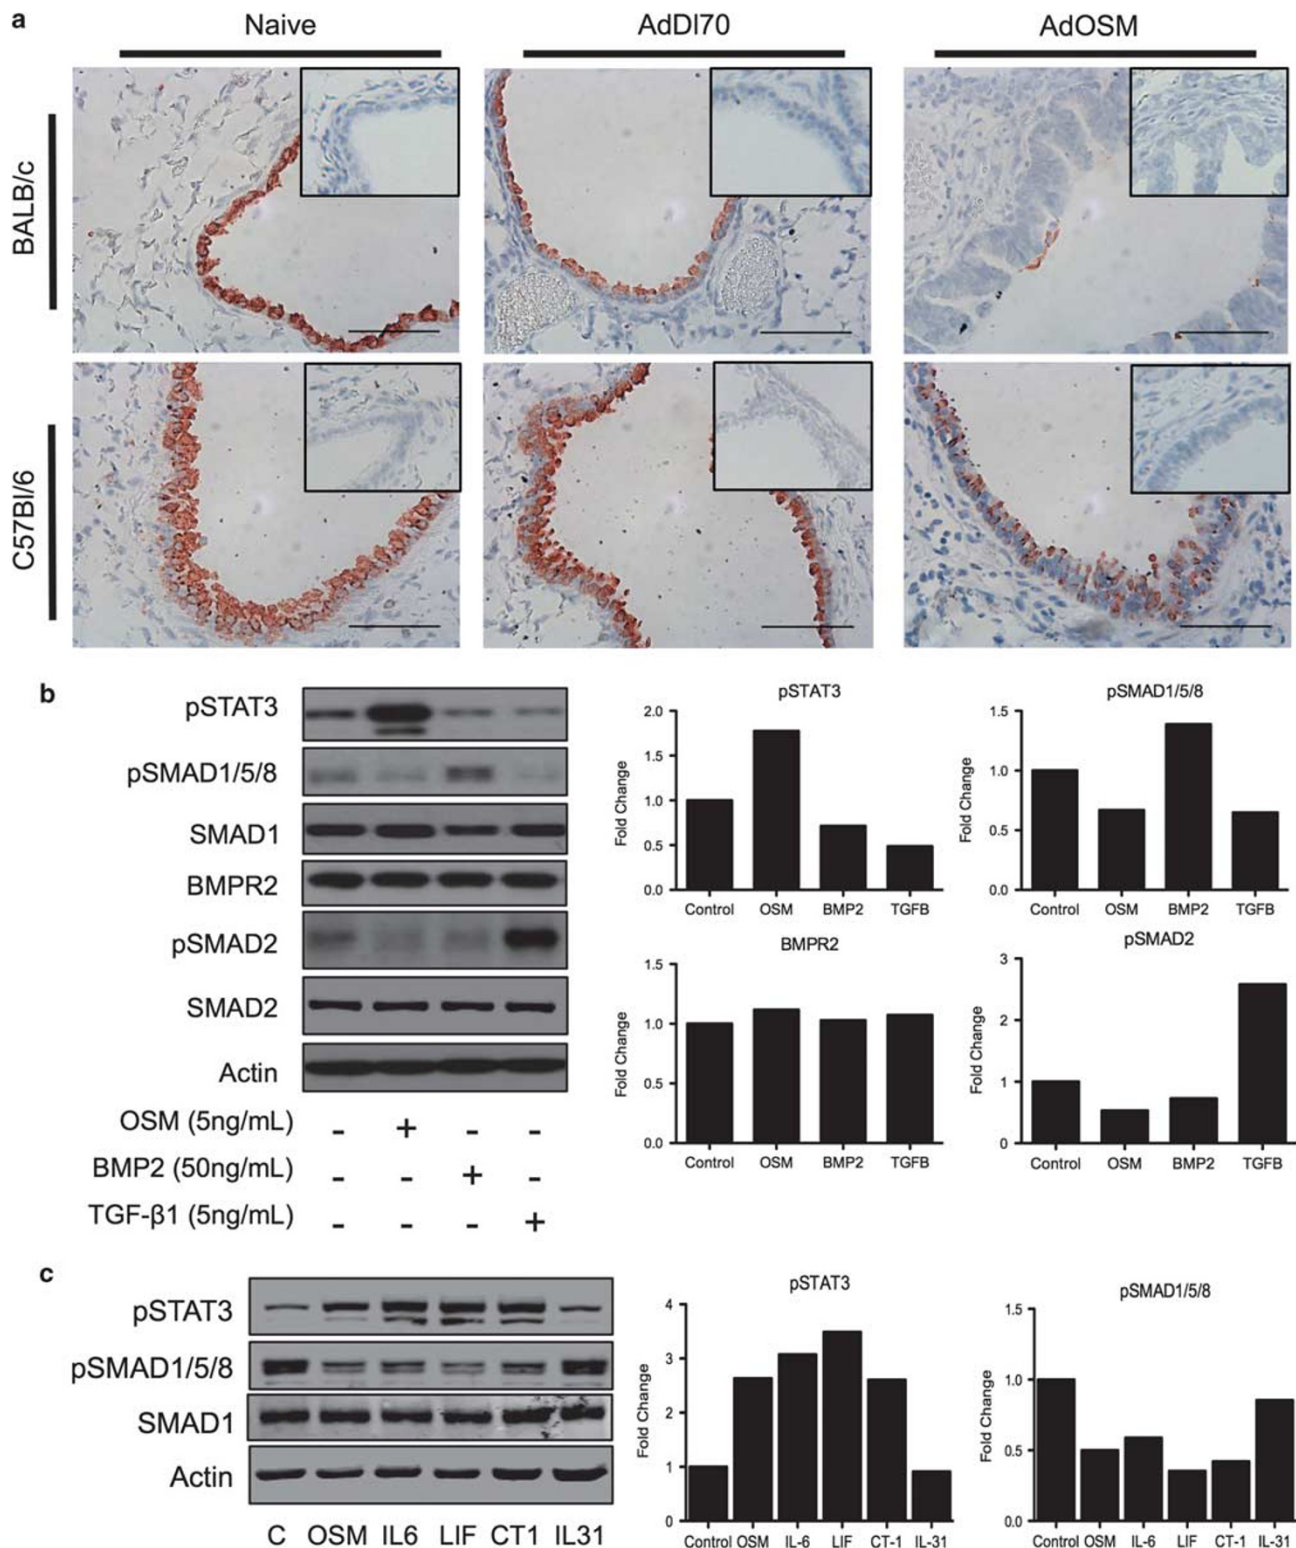 a
Naive
AdDl70
AdOSM
BALB/c
C57Bl/6
b
pSTAT3
pSMAD1/5/8
SMAD1
BMPR2
pSMAD2
SMAD2
Actin
OSM (5ng/mL) - + - -
BMP2 (50ng/mL) - - + -
TGF-β1 (5ng/mL) - - - +
pSTAT3
Fold Change
2.0
1.5
1.0
0.5
0.0
Control OSM BMP2 TGFB
pSMAD1/5/8
Fold Change
1.5
1.0
0.5
0.0
Control OSM BMP2 TGFB
BMPR2
Fold Change
1.5
1.0
0.5
0.0
Control OSM BMP2 TGFB
pSMAD2
Fold Change
3
2
1
0
Control OSM BMP2 TGFB
c
pSTAT3
pSMAD1/5/8
SMAD1
Actin
C OSM IL6 LIF CT1 IL31
pSTAT3
Fold Change
4
3
2
1
0
Control OSM IL-6 LIF CT-1 IL-31
pSMAD1/5/8
Fold Change
1.5
1.0
0.5
0.0
Control OSM IL-6 LIF CT-1 IL-31